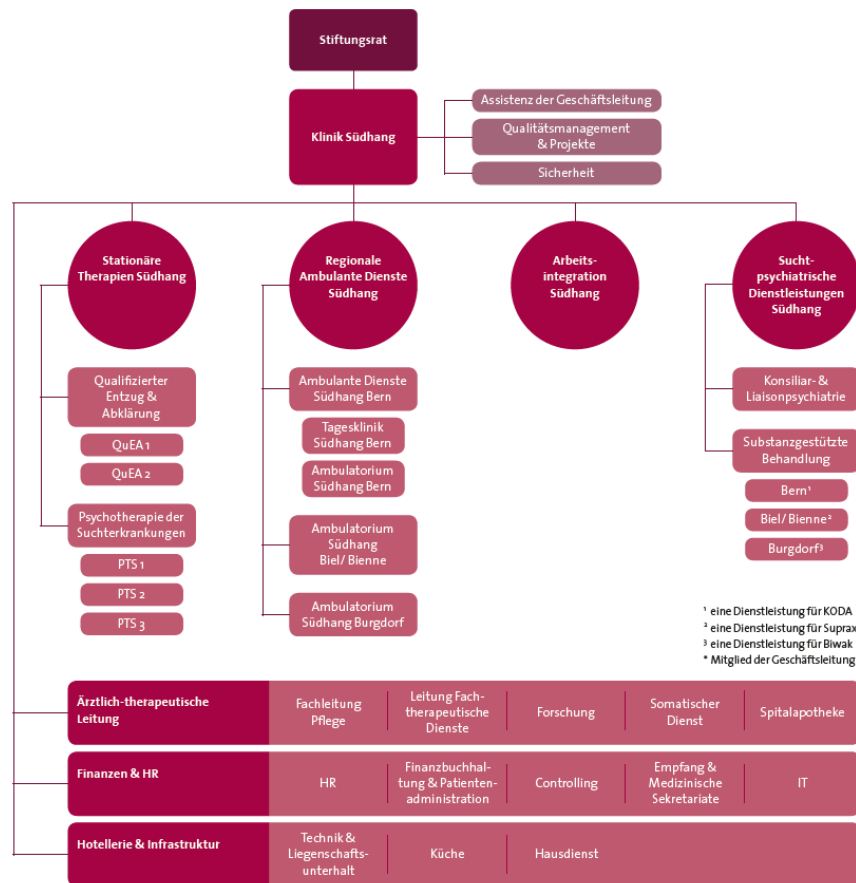 Stiftungsrat
Klinik Südhang
Assistenz der Geschäftsleitung
Qualitätsmanagement
& Projekte
Sicherheit
Stationäre
Therapien Südhang
Qualifizierter
Entzug &
Abklärung
QuEA 1
QuEA 2
Psychotherapie der
Suchterkrankungen
PTS 1
PTS 2
PTS 3
Regionale
Ambulante Dienste
Südhang
Ambulante Dienste
Südhang Bern
Tagesklinik
Südhang Bern
Ambulatorium
Südhang Bern
Ambulatorium
Südhang
Biel/ Bienne
Ambulatorium
Südhang Burgdorf
Arbeits-
integration
Südhang
Sucht-
psychiatrische
Dienstleistungen
Südhang
Konsiliar- &
Liaisonpsychiatrie
Substanzgestützte
Behandlung
Bern¹
Biel/ Bienne²
Burgdorf³
¹ eine Dienstleistung für KODA
² eine Dienstleistung für Suprax
³ eine Dienstleistung für Biwak
* Mitglied der Geschäftsleitung
Ärztlich-therapeutische
Leitung
Fachleitung
Pflege
Leitung Fach-
therapeutische
Dienste
Forschung
Somatischer
Dienst
Spitalapotheke
Finanzen & HR
HR
Finanzbuchhal-
tung & Patienten-
administration
Controlling
Empfang &
Medizinische
Sekretariate
IT
Hotellerie & Infrastruktur
Technik &
Liegenschafts-
unterhalt
Küche
Hausdienst